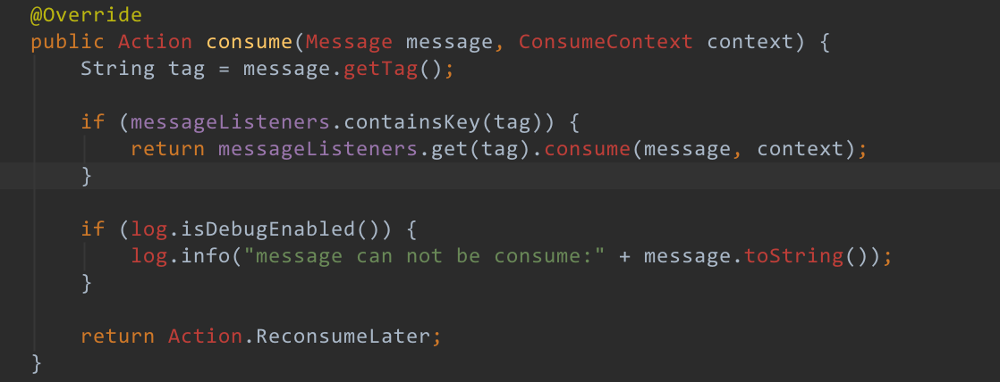 @Override
public Action consume(Message message, ConsumeContext context) {
String tag = message.getTag();
if (messageListeners.containsKey(tag)) {
return messageListeners.get(tag).consume(message, context);
}
if (log.isDebugEnabled()) {
log.info("message can not be consume:" + message.toString());
}
return Action.ReconsumeLater;
}